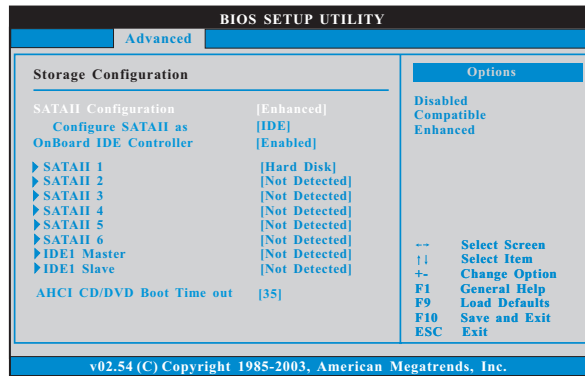 BIOS SETUP UTILITY
Advanced
Storage Configuration
SATAII Configuration [Enhanced]
Configure SATAII as [IDE]
OnBoard IDE Controller [Enabled]
SATAII 1 [Hard Disk]
SATAII 2 [Not Detected]
SATAII 3 [Not Detected]
SATAII 4 [Not Detected]
SATAII 5 [Not Detected]
SATAII 6 [Not Detected]
IDE1 Master [Not Detected]
IDE1 Slave [Not Detected]
AHCI CD/DVD Boot Time out [35]
Options
Disabled
Compatible
Enhanced
←→ Select Screen
↑↓ Select Item
+- Change Option
F1 General Help
F9 Load Defaults
F10 Save and Exit
ESC Exit
v02.54 (C) Copyright 1985-2003, American Megatrends, Inc.